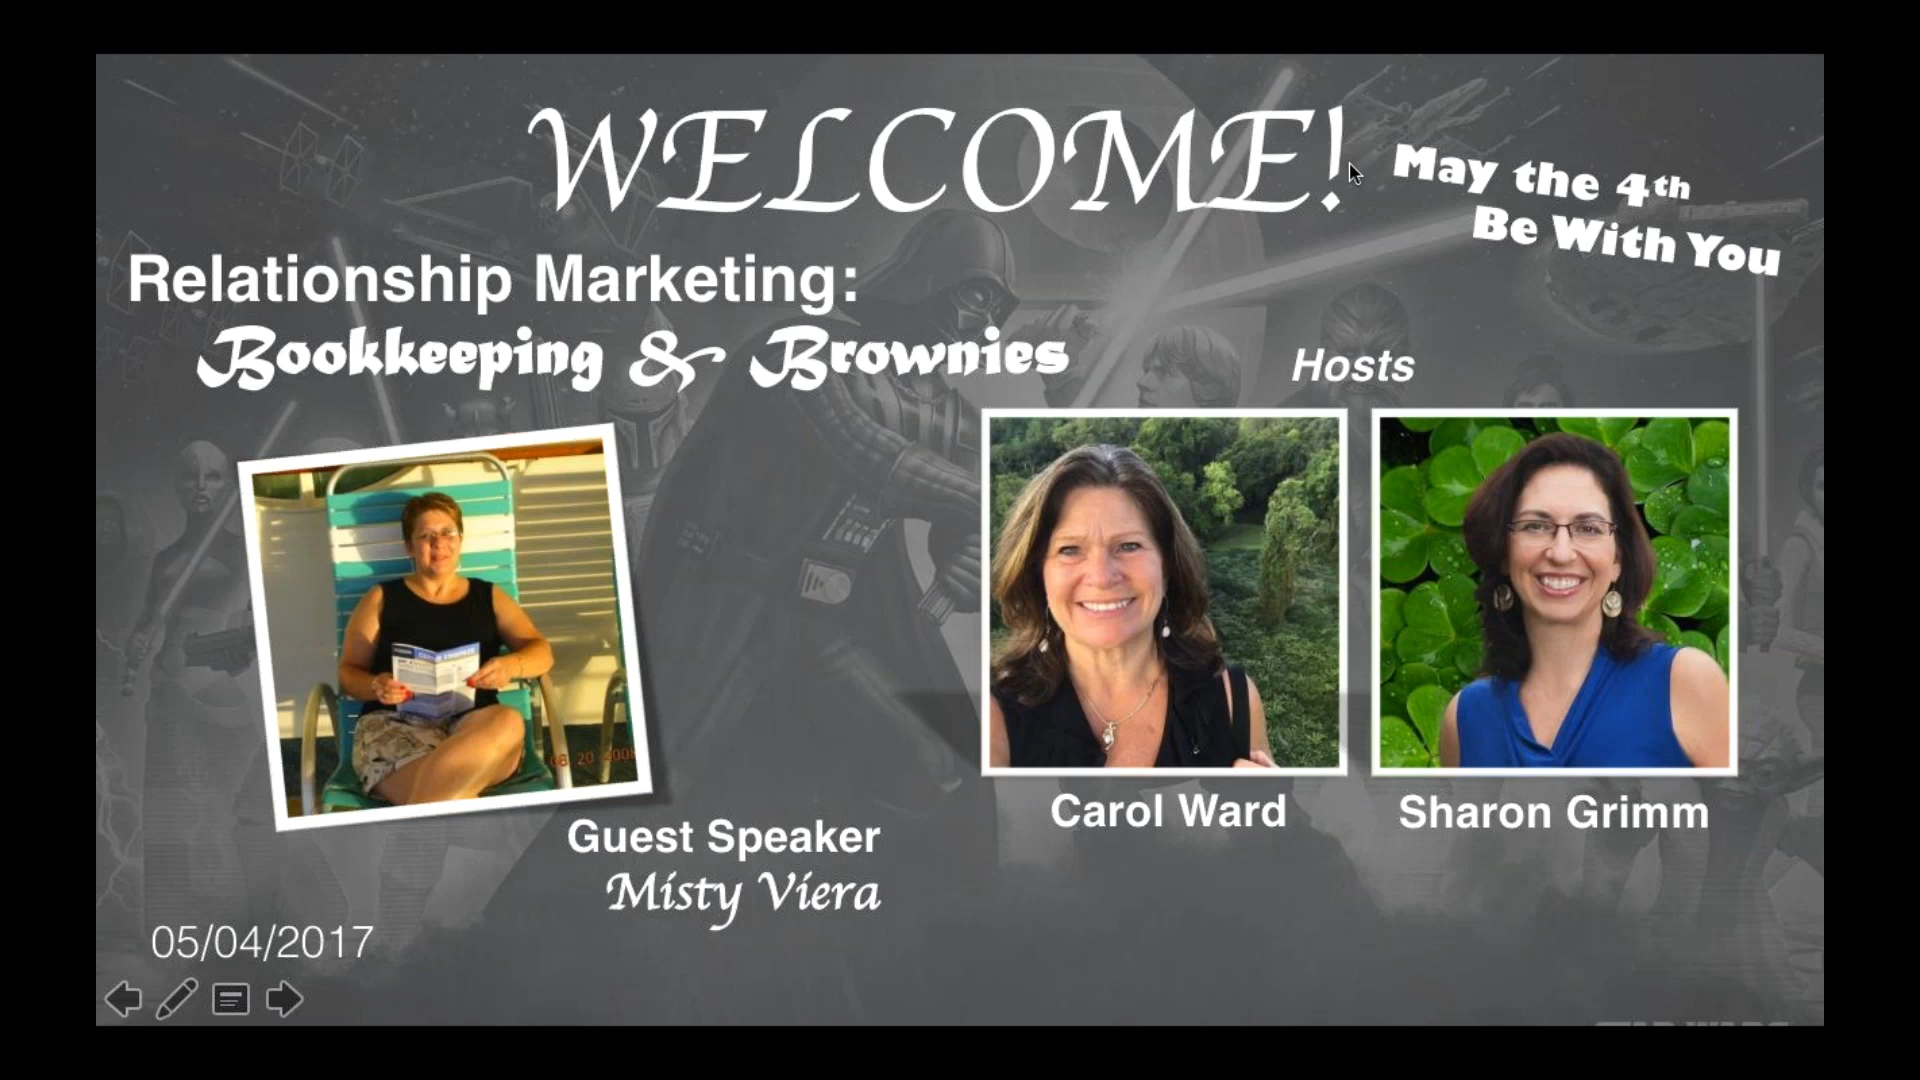 WELCOME!
May the 4th
Be With You
Relationship Marketing:
Bookkeeping & Brownies
Hosts
Carol Ward
Sharon Grimm
Guest Speaker
Misty Viera
05/04/2017